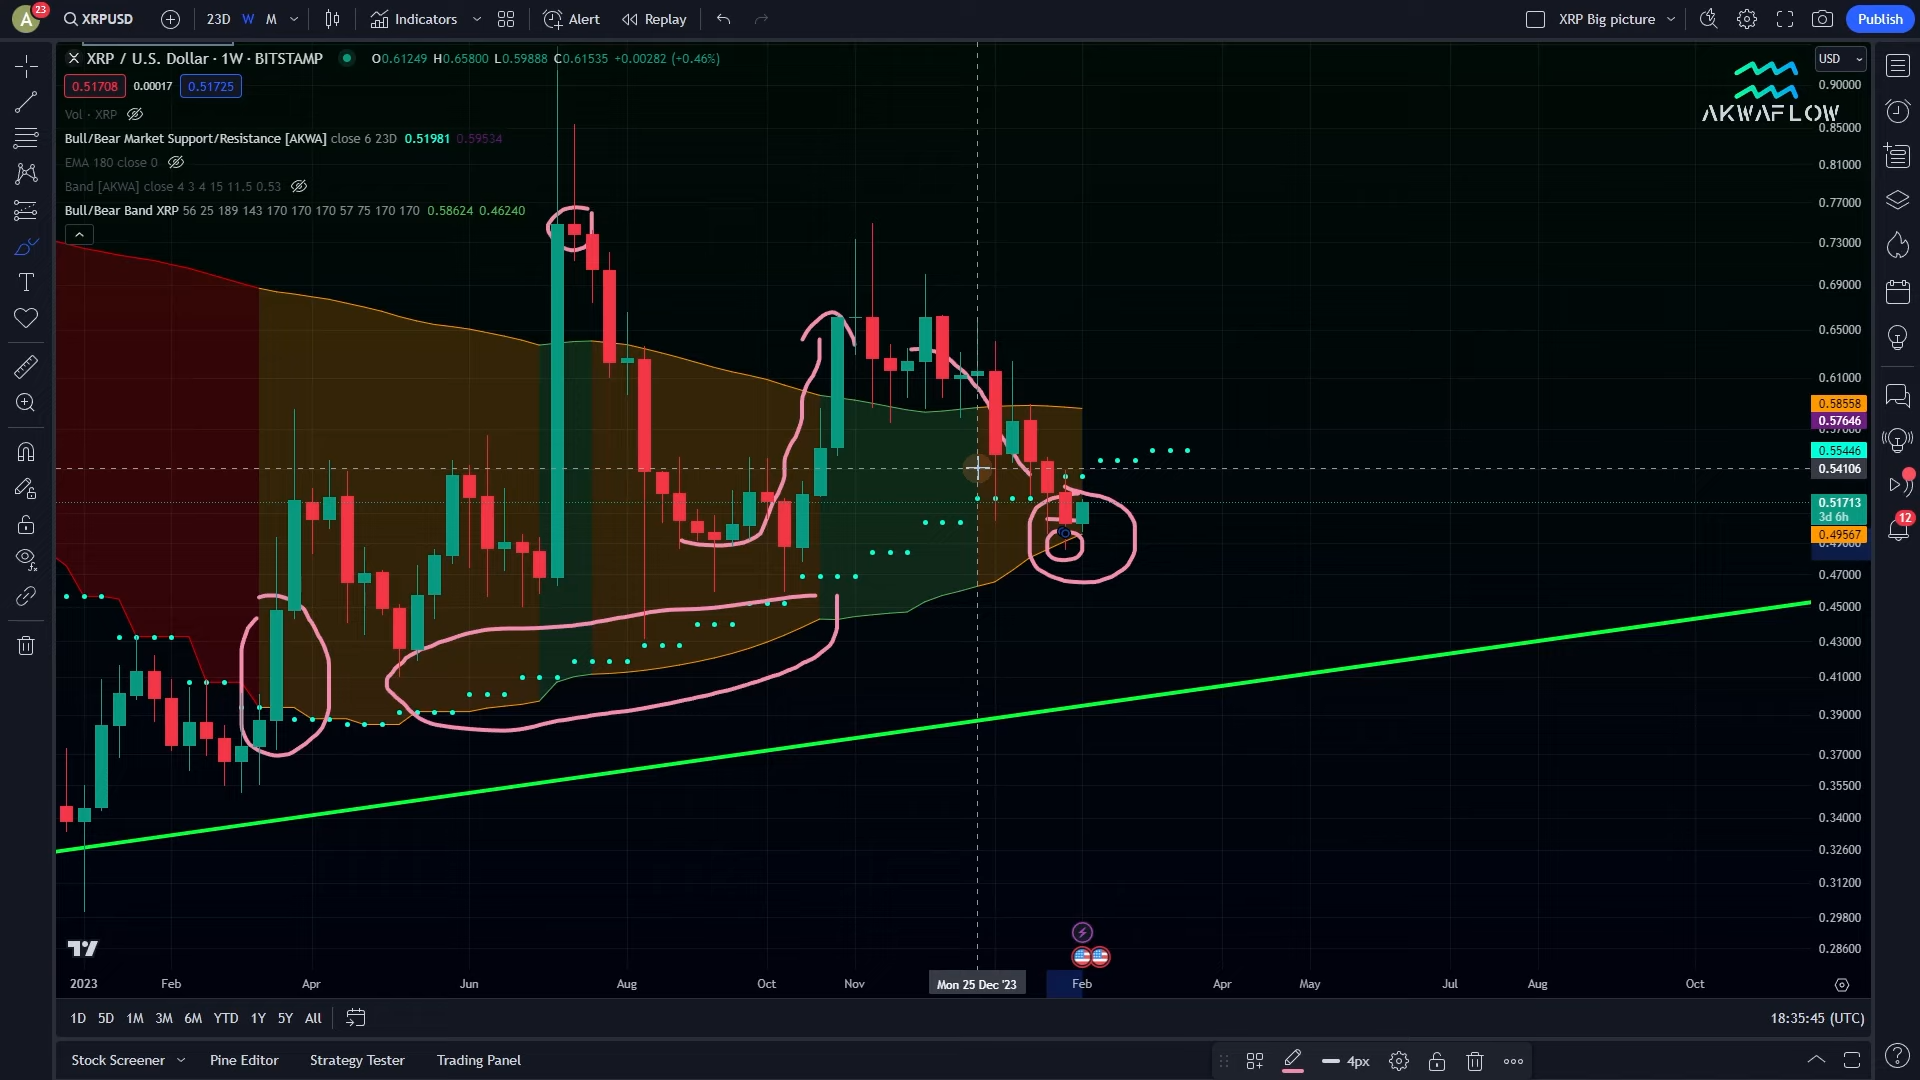 A
23
XRPUSD
23D W M
Indicators
Alert
Replay
XRP Big picture
Publish
XRP / U.S. Dollar · 1W · BITSTAMP
O0.61249 H0.65800 L0.59888 C0.61535 +0.00282 (+0.46%)
0.51708 0.00017 0.51725
Vol · XRP
Bull/Bear Market Support/Resistance [AKWA] close 6 23D 0.51981 0.59534
EMA 180 close 0
Band [AKWA] close 4 3 4 15 11.5 0.53
Bull/Bear Band XRP 56 25 189 143 170 170 170 57 75 170 170 0.58624 0.46240
USD
AKWAFLOW
0.90000
0.85000
0.81000
0.77000
0.73000
0.69000
0.65000
0.61000
0.58558
0.57646
0.55446
0.54106
0.51713
3d 6h
0.49567
0.47000
0.45000
0.43000
0.41000
0.39000
0.37000
0.35500
0.34000
0.32600
0.31200
0.29800
0.28600
12
2023 Feb Apr Jun Aug Oct Nov Mon 25 Dec '23 Feb Apr May Jul Aug Oct
1D 5D 1M 3M 6M YTD 1Y 5Y All
18:35:45 (UTC)
Stock Screener
Pine Editor
Strategy Tester
Trading Panel
4px